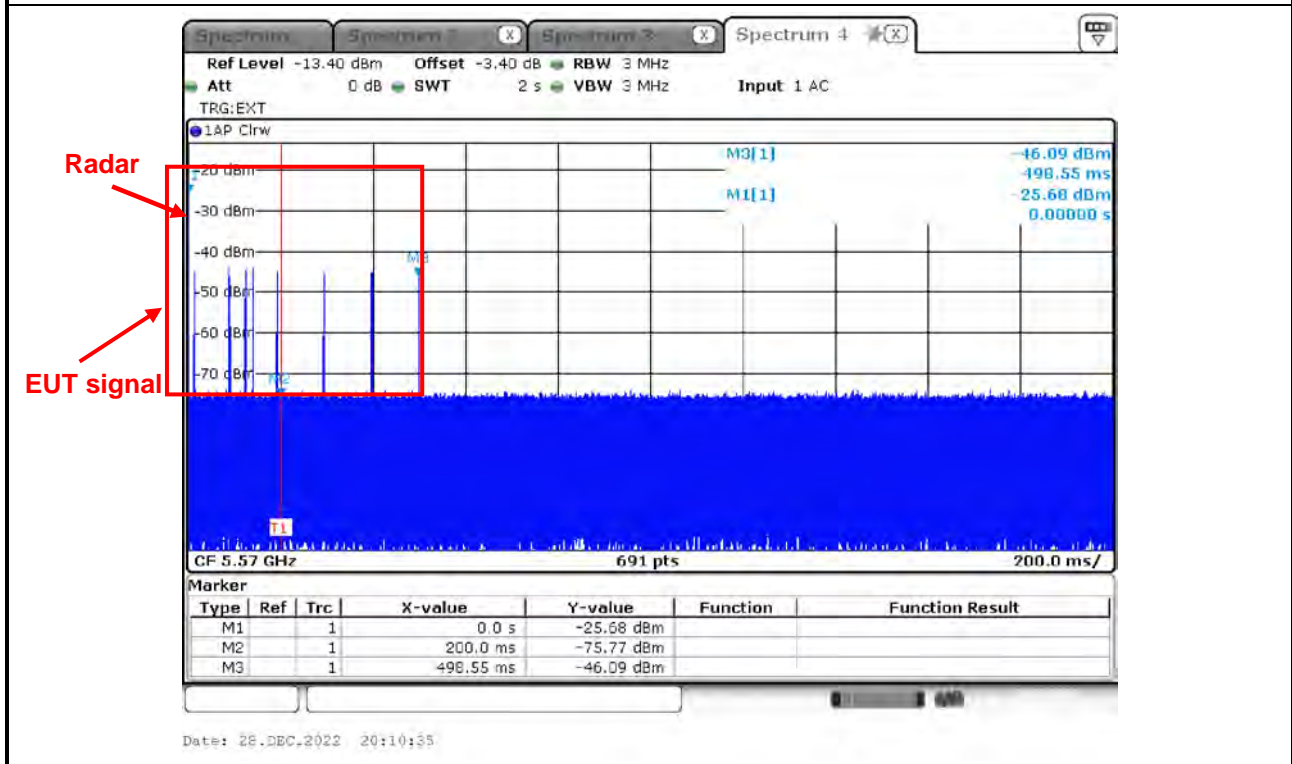 Spectrum
Spectrum 2
Spectrum 3
Spectrum 4
Ref Level -13.40 dBm Offset -3.40 dB RBW 3 MHz
Att 0 dB SWT 2 s VBW 3 MHz Input 1 AC
TRG:EXT
1AP Clrw
Radar
EUT signal
M3[1] -46.09 dBm
498.55 ms
M1[1] -25.68 dBm
0.00000 s
-20 dBm
-30 dBm
-40 dBm
M3
-50 dBm
-60 dBm
-70 dBm
M2
T1
CF 5.57 GHz 691 pts 200.0 ms/
Marker
Type Ref Trc X-value Y-value Function Function Result
M1 1 0.0 s -25.68 dBm
M2 1 200.0 ms -75.77 dBm
M3 1 498.55 ms -46.09 dBm
Date: 28.DEC.2022 20:10:35